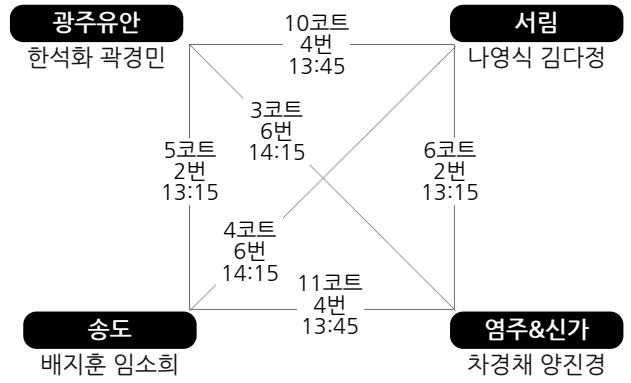 광주유안
한석화 곽경민
10코트
4번
13:45
서림
나영식 김다정
3코트
6번
14:15
5코트
2번
13:15
6코트
2번
13:15
4코트
6번
14:15
11코트
4번
13:45
송도
배지훈 임소희
염주&신가
차경채 양진경